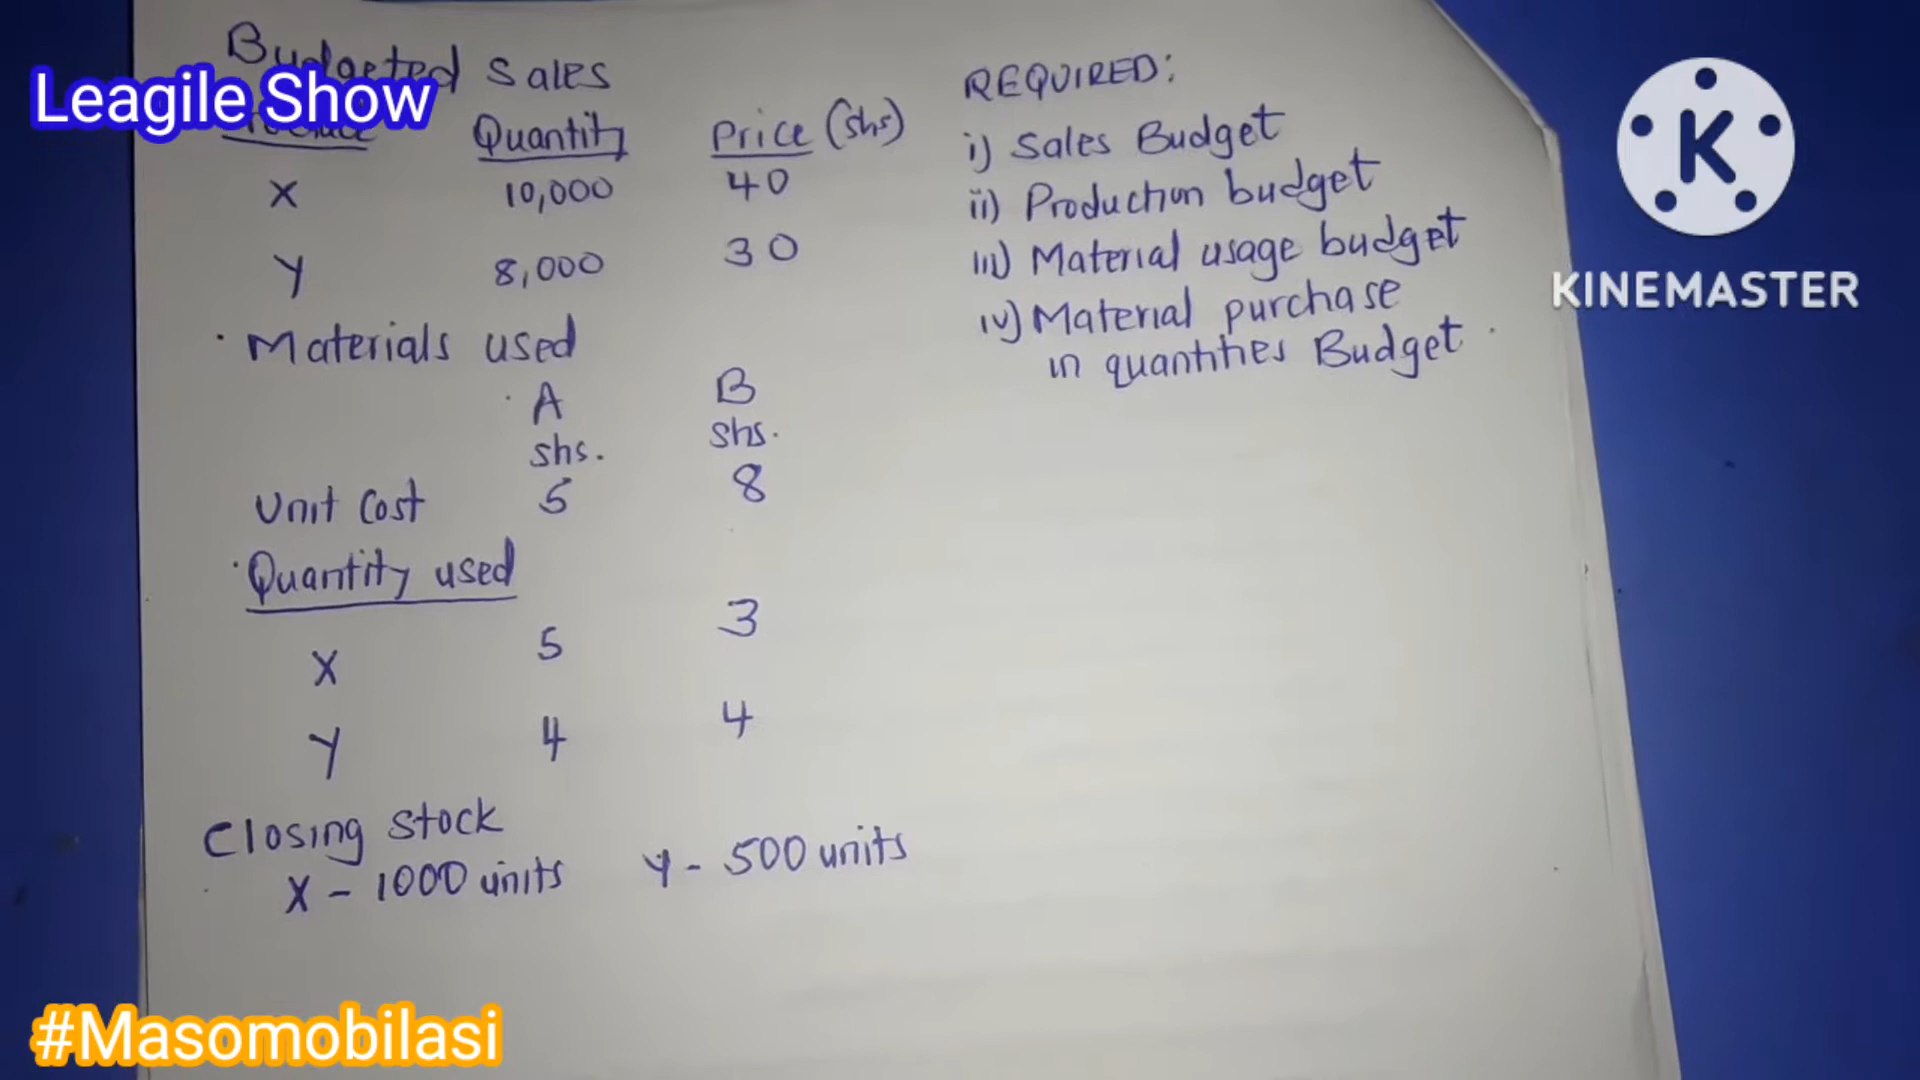 Budgeted Sales
Leagile Show
Quantity Price (shs)
X 10,000 40
Y 8,000 30
Materials used
A B
shs. shs.
Unit Cost 5 8
Quantity used
X 5 3
Y 4 4
Closing stock
X - 1000 units Y - 500 units
REQUIRED:
i) Sales Budget
ii) Production budget
iii) Material usage budget
iv) Material purchase
in quantities Budget
K
KINEMASTER
#Masomobilasi